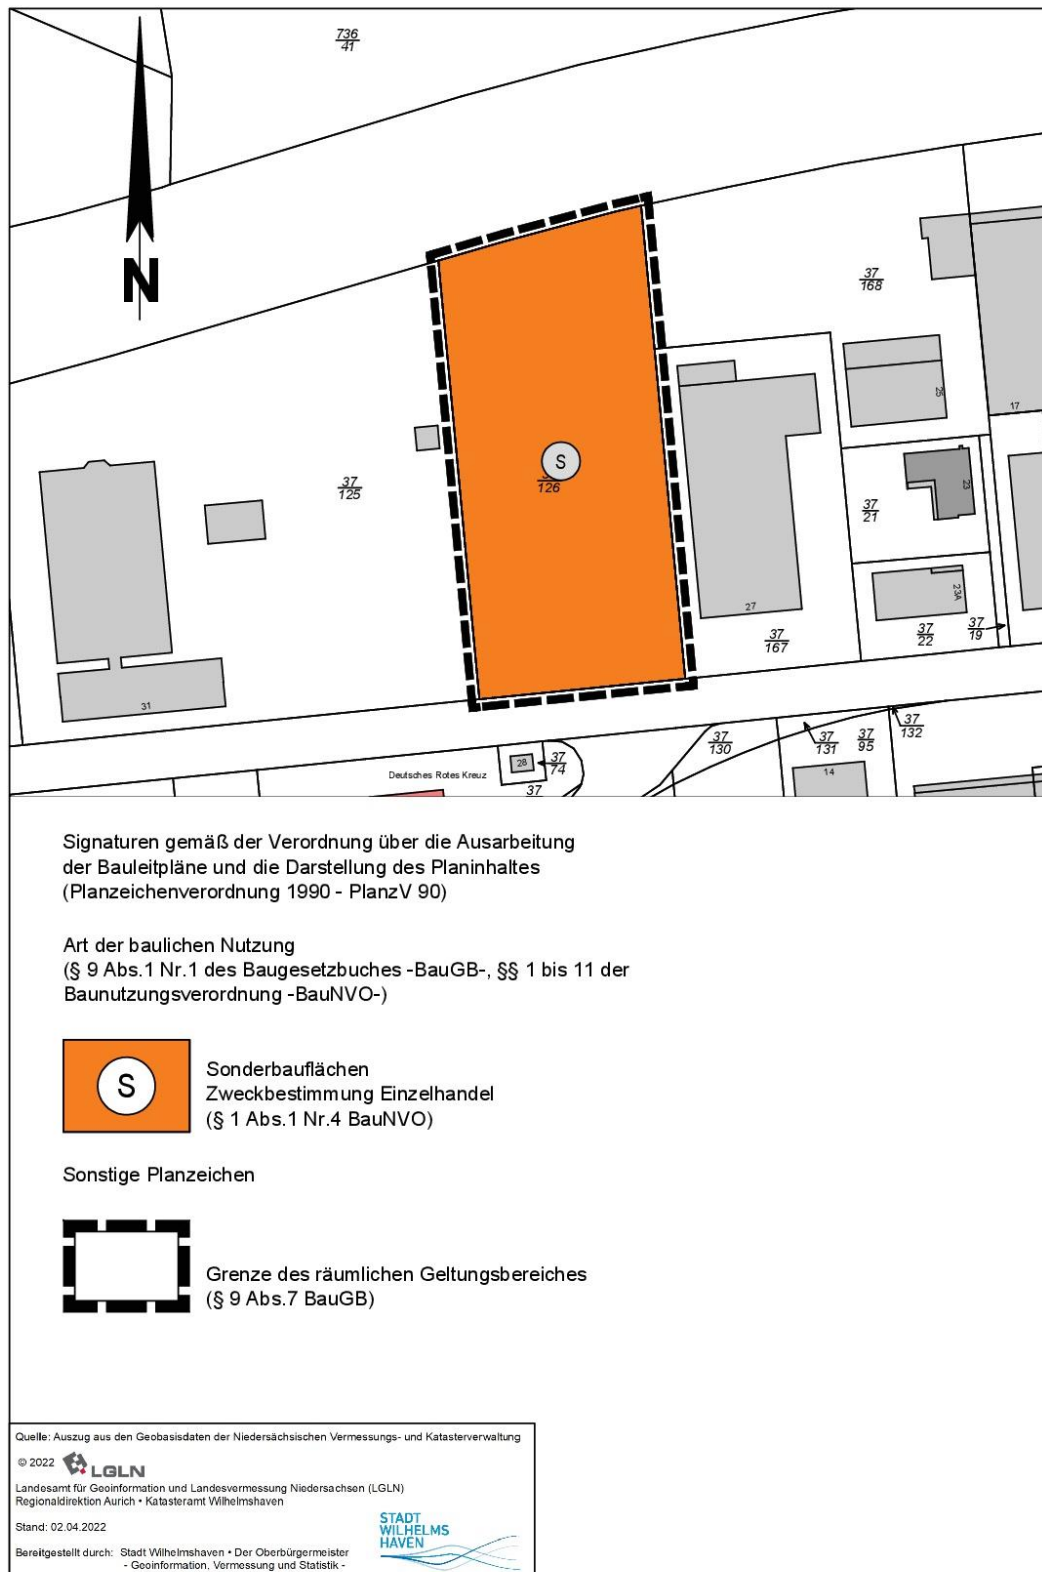 736
41
N
37
168
25
17
37
125
S
126
37
21
23
27
37
167
23A
37
22
37
19
31
37
130
37
131
37
95
37
132
28
37
74
Deutsches Rotes Kreuz
37
14
Signaturen gemäß der Verordnung über die Ausarbeitung
der Bauleitpläne und die Darstellung des Planinhaltes
(Planzeichenverordnung 1990 - PlanzV 90)
Art der baulichen Nutzung
(§ 9 Abs.1 Nr.1 des Baugesetzbuches -BauGB-, §§ 1 bis 11 der
Baunutzungsverordnung -BauNVO-)
S
Sonderbauflächen
Zweckbestimmung Einzelhandel
(§ 1 Abs.1 Nr.4 BauNVO)
Sonstige Planzeichen
Grenze des räumlichen Geltungsbereiches
(§ 9 Abs.7 BauGB)
Quelle: Auszug aus den Geobasisdaten der Niedersächsischen Vermessungs- und Katasterverwaltung
© 2022 LGLN
Landesamt für Geoinformation und Landesvermessung Niedersachsen (LGLN)
Regionaldirektion Aurich • Katasteramt Wilhelmshaven
Stand: 02.04.2022
Bereitgestellt durch: Stadt Wilhelmshaven • Der Oberbürgermeister
- Geoinformation, Vermessung und Statistik -
STADT
WILHELMS
HAVEN